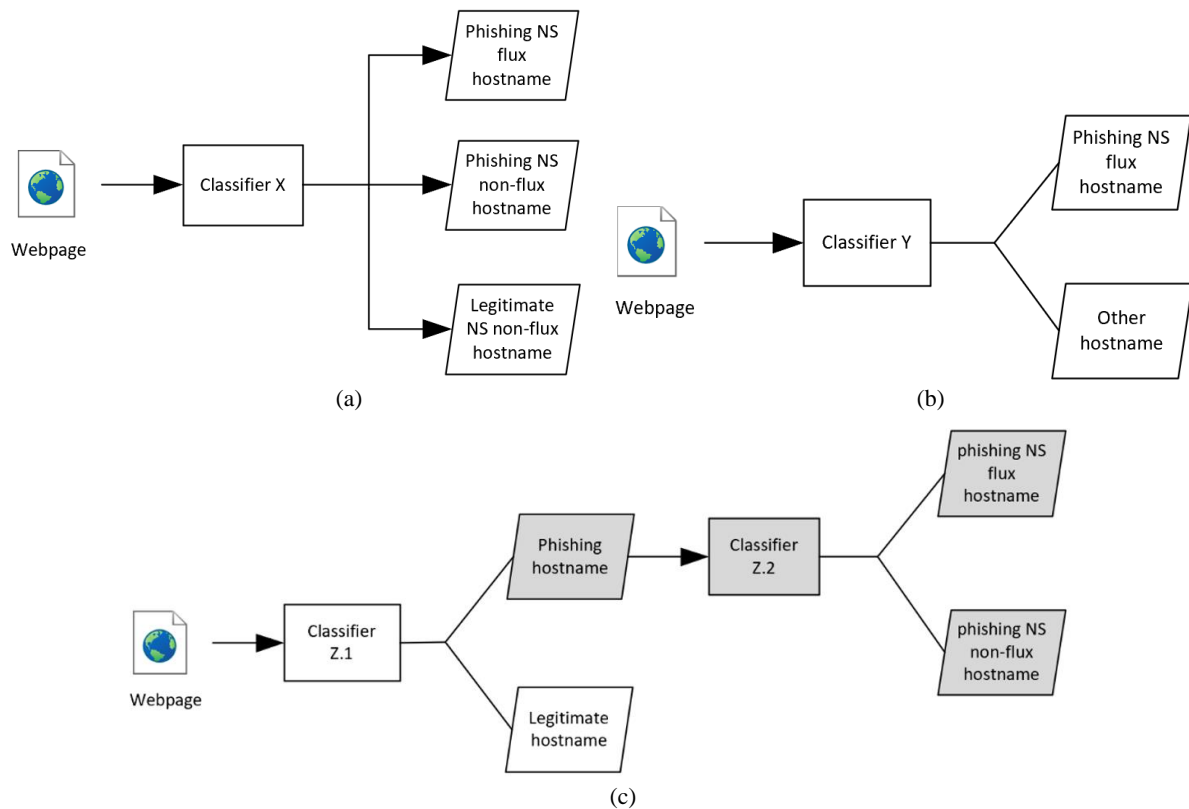 Phishing NS
flux
hostname
Webpage
Classifier X
Phishing NS
non-flux
hostname
Legitimate
NS non-flux
hostname
(a)
Webpage
Classifier Y
Phishing NS
flux
hostname
Other
hostname
(b)
Webpage
Classifier
Z.1
Phishing
hostname
Legitimate
hostname
Classifier
Z.2
phishing NS
flux
hostname
phishing NS
non-flux
hostname
(c)